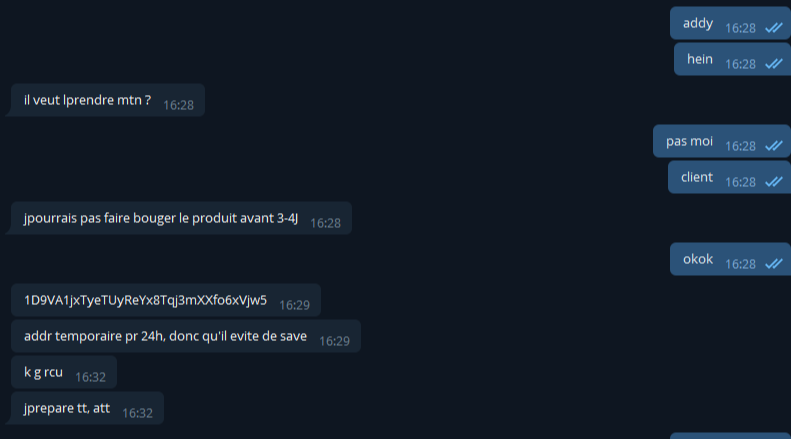 addy 16:28
hein 16:28
il veut lprendre mtn ? 16:28
pas moi 16:28
client 16:28
jpourrais pas faire bouger le produit avant 3-4J 16:28
okok 16:28
1D9VA1jxTyeTUyReYx8Tqj3mXXfo6xVjw5 16:29
addr temporaire pr 24h, donc qu'il evite de save 16:29
k g rcu 16:32
jprepare tt, att 16:32